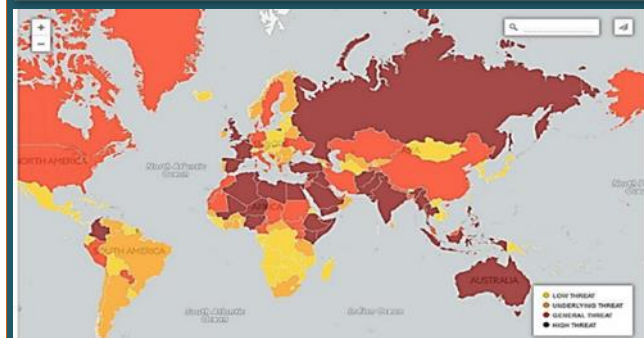 +
−
NORTH AMERICA
North Atlantic
Ocean
SOUTH AMERICA
South Atlantic
Ocean
Indian Ocean
AUSTRALIA
LOW THREAT
UNDERLYING THREAT
GENERAL THREAT
HIGH THREAT